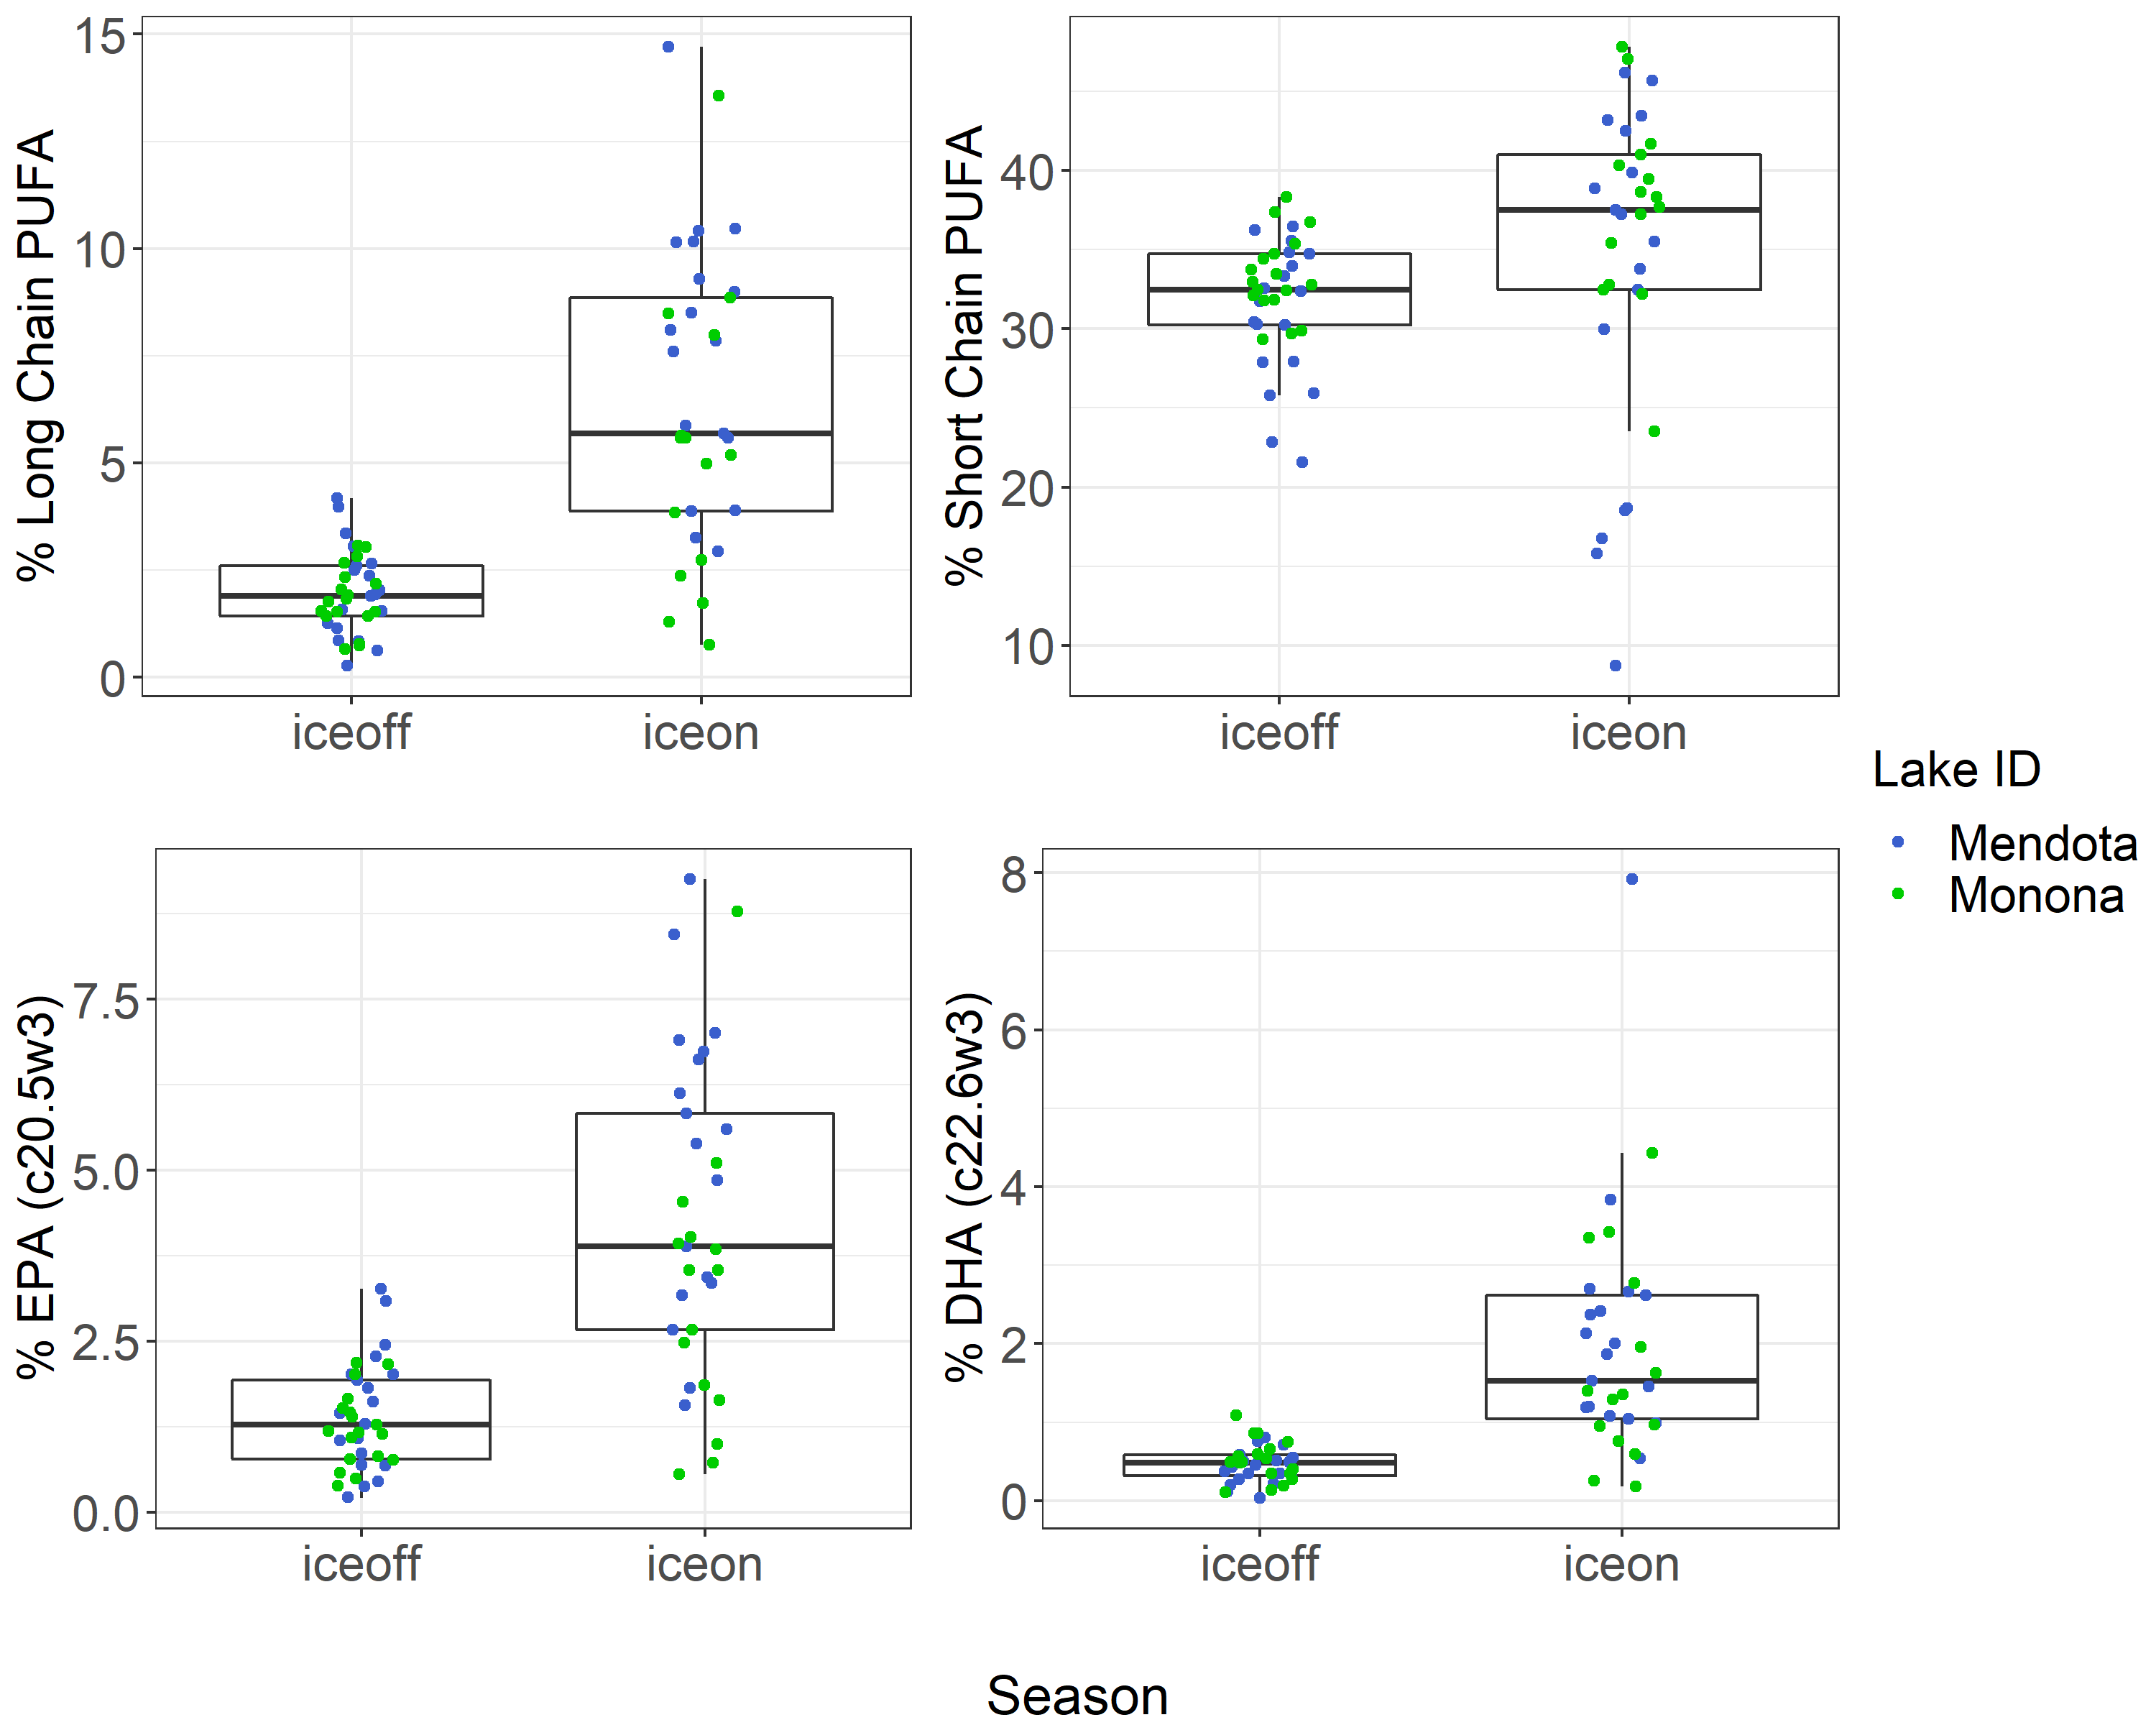 % Long Chain PUFA
15
10
5
0
iceoff
iceon
% Short Chain PUFA
40
30
20
10
iceoff
iceon
Lake ID
Mendota
Monona
% EPA (c20.5w3)
7.5
5.0
2.5
0.0
iceoff
iceon
% DHA (c22.6w3)
8
6
4
2
0
iceoff
iceon
Season